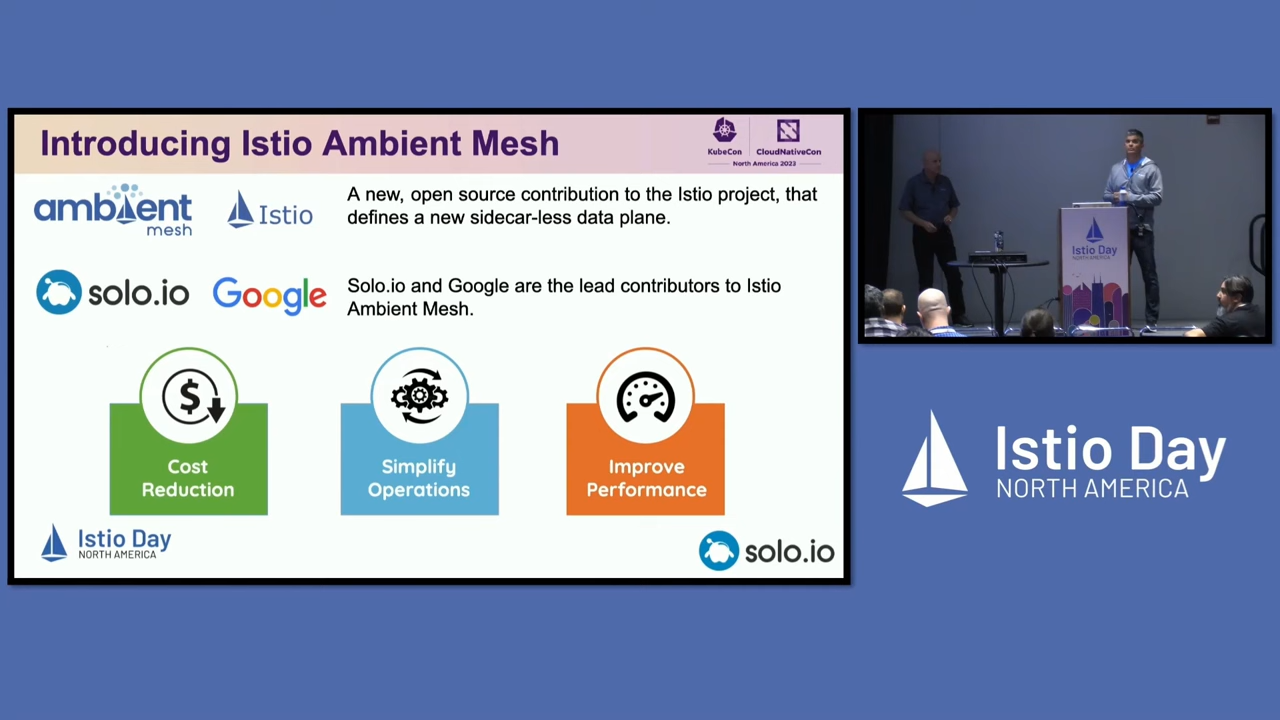 Introducing Istio Ambient Mesh
KubeCon
CloudNativeCon
North America 2023
ambient
mesh
Istio
A new, open source contribution to the Istio project, that
defines a new sidecar-less data plane.
solo.io
Google
Solo.io and Google are the lead contributors to Istio
Ambient Mesh.
$
Cost
Reduction
Simplify
Operations
Improve
Performance
Istio Day
NORTH AMERICA
solo.io
Istio Day
NORTH AMERICA
Istio Day
NORTH AMERICA